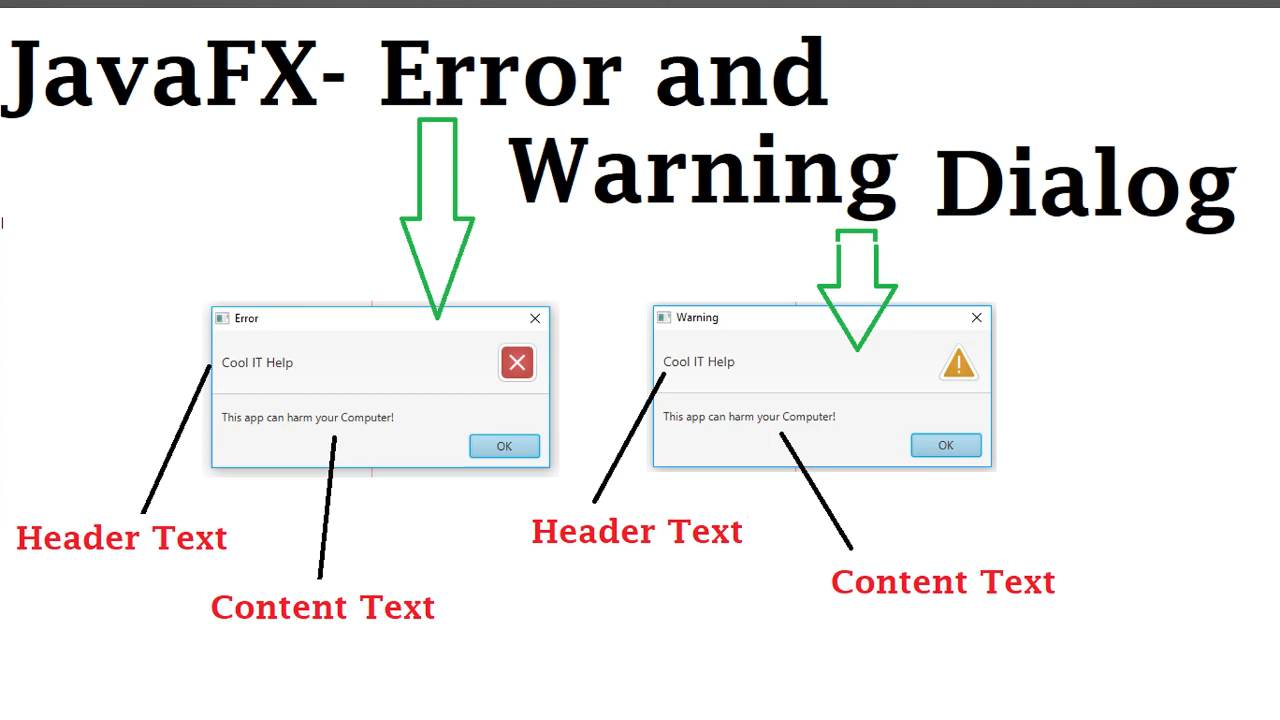 JavaFX- Error and
Warning Dialog
Error
Cool IT Help
This app can harm your Computer!
OK
Header Text
Content Text
Warning
Cool IT Help
This app can harm your Computer!
OK
Header Text
Content Text